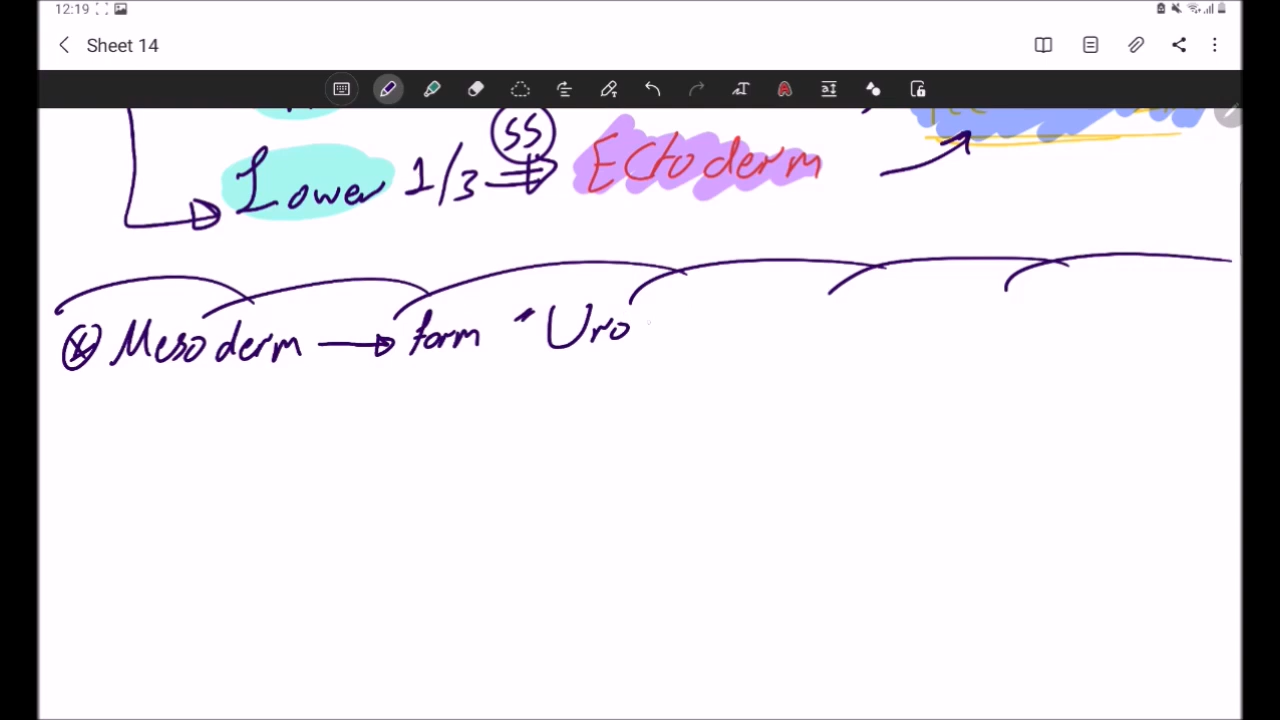 12:19
Sheet 14
SS
Lower 1/3 Ectoderm
Mesoderm → form " Uro